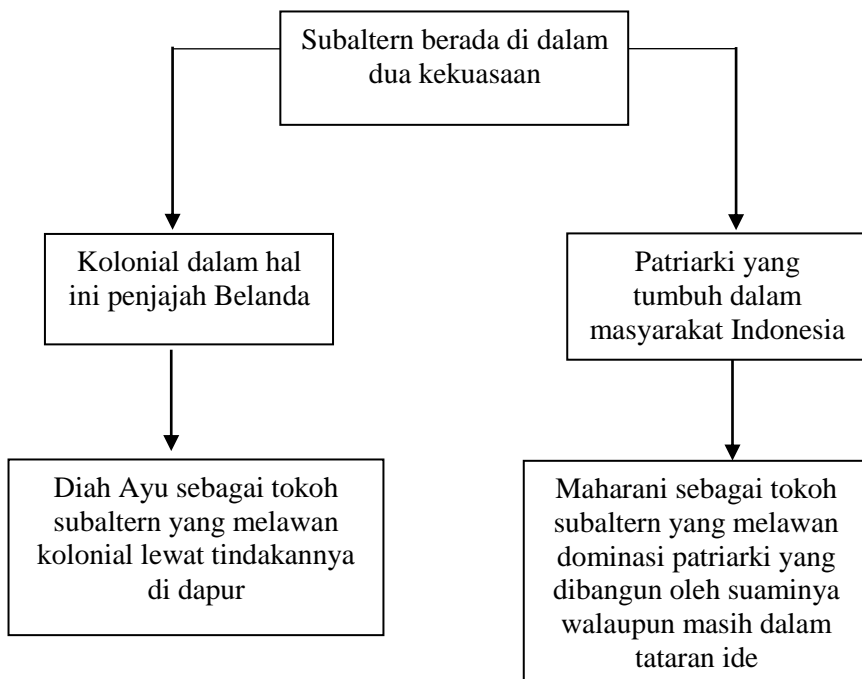 Subaltern berada di dalam
dua kekuasaan
Kolonial dalam hal
ini penjajah Belanda
Patriarki yang
tumbuh dalam
masyarakat Indonesia
Diah Ayu sebagai tokoh
subaltern yang melawan
kolonial lewat tindakannya
di dapur
Maharani sebagai tokoh
subaltern yang melawan
dominasi patriarki yang
dibangun oleh suaminya
walaupun masih dalam
tataran ide